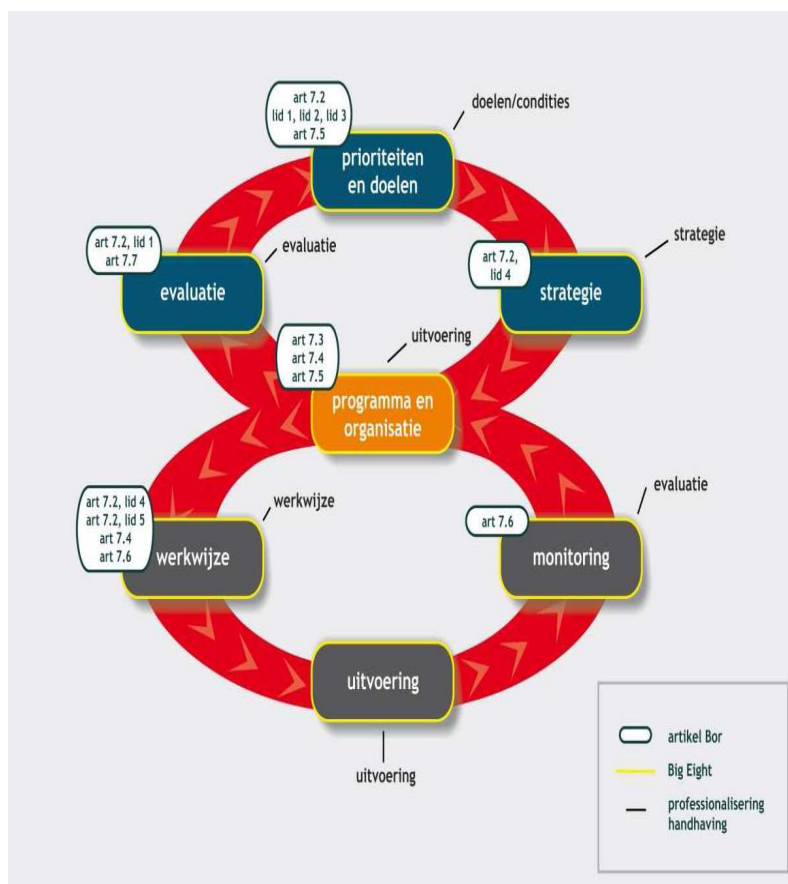 art 7.2
lid 1, lid 2, lid 3
art 7.5
doelen/condities
prioriteiten
en doelen
art 7.2, lid 1
art 7.7
evaluatie
evaluatie
art 7.2,
lid 4
strategie
strategie
art 7.3
art 7.4
art 7.5
uitvoering
programma en
organisatie
art 7.2, lid 4
art 7.2, lid 5
art 7.4
art 7.6
werkwijze
werkwijze
art 7.6
evaluatie
monitoring
uitvoering
uitvoering
artikel Bor
Big Eight
professionalisering
handhaving